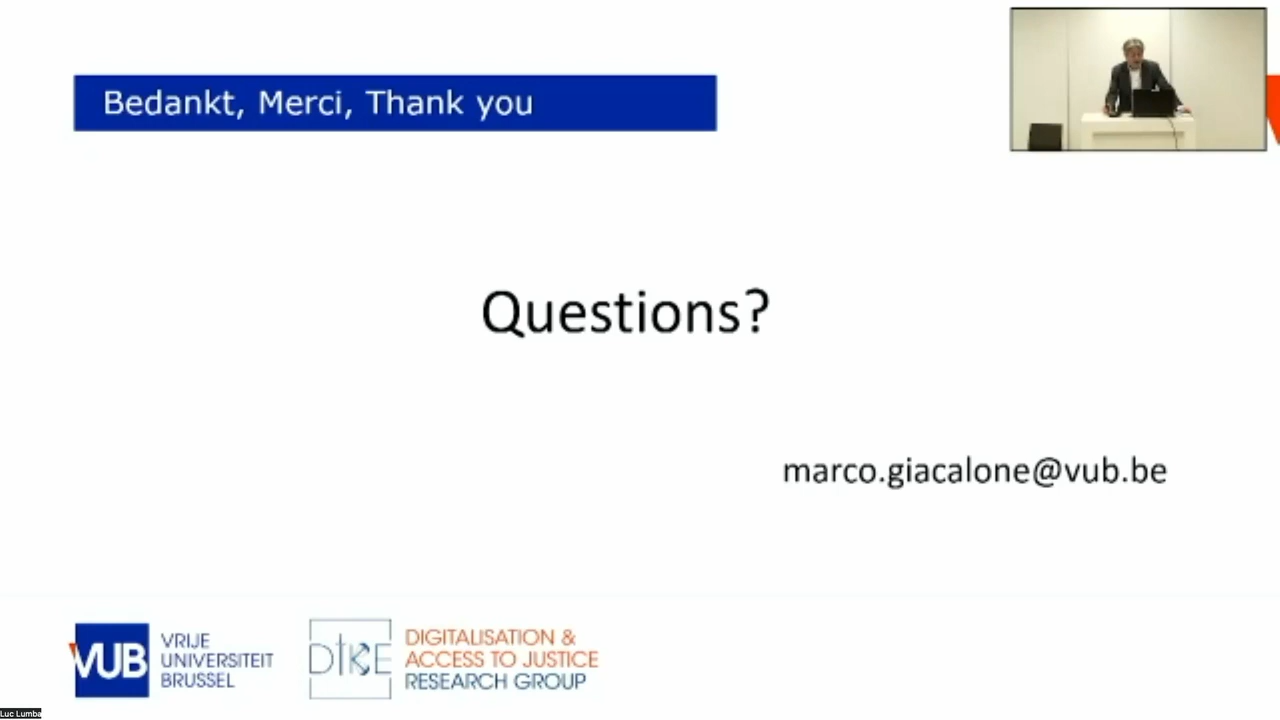 Bedankt, Merci, Thank you
Questions?
marco.giacalone@vub.be
VUB
VRIJE
UNIVERSITEIT
BRUSSEL
DIKE
DIGITALISATION &
ACCESS TO JUSTICE
RESEARCH GROUP
Luc Lumba